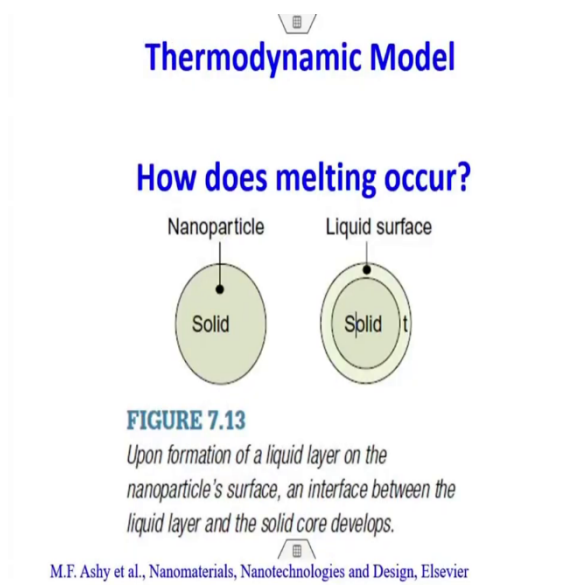 Thermodynamic Model
How does melting occur?
Nanoparticle
Liquid surface
Solid
Solid t
FIGURE 7.13
Upon formation of a liquid layer on the
nanoparticle's surface, an interface between the
liquid layer and the solid core develops.
M.F. Ashy et al., Nanomaterials, Nanotechnologies and Design, Elsevier